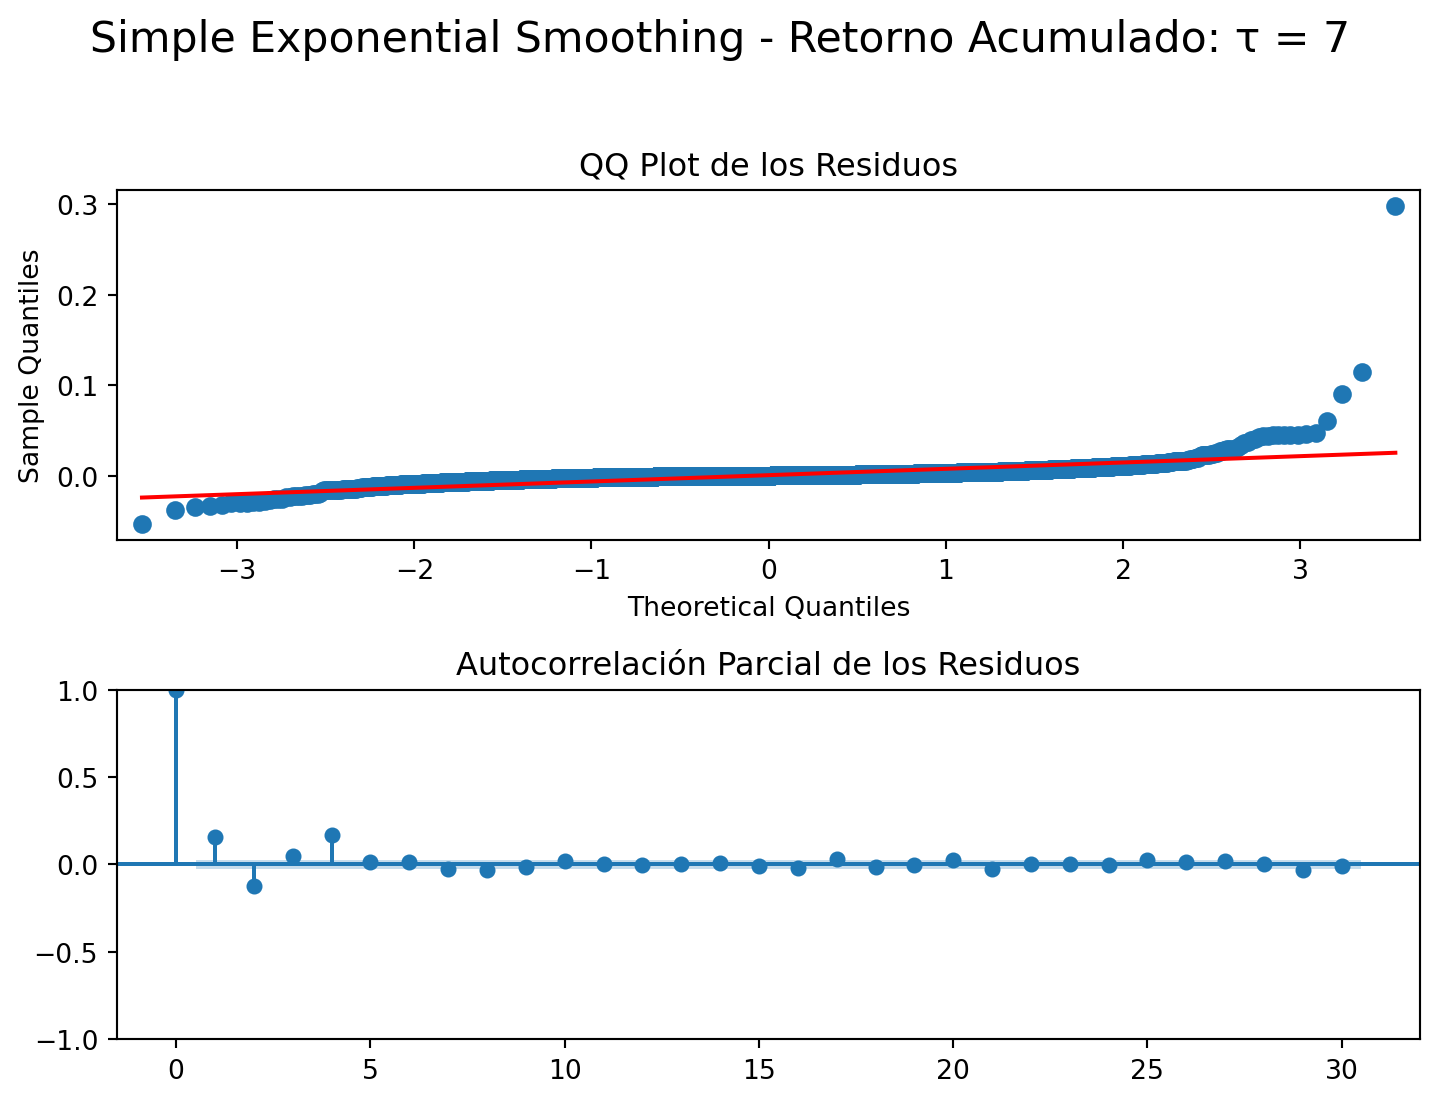 Simple Exponential Smoothing - Retorno Acumulado: τ = 7
QQ Plot de los Residuos
0.3
0.2
0.1
0.0
Sample Quantiles
−3 −2 −1 0 1 2 3
Theoretical Quantiles
Autocorrelación Parcial de los Residuos
1.0
0.5
0.0
−0.5
−1.0
0 5 10 15 20 25 30